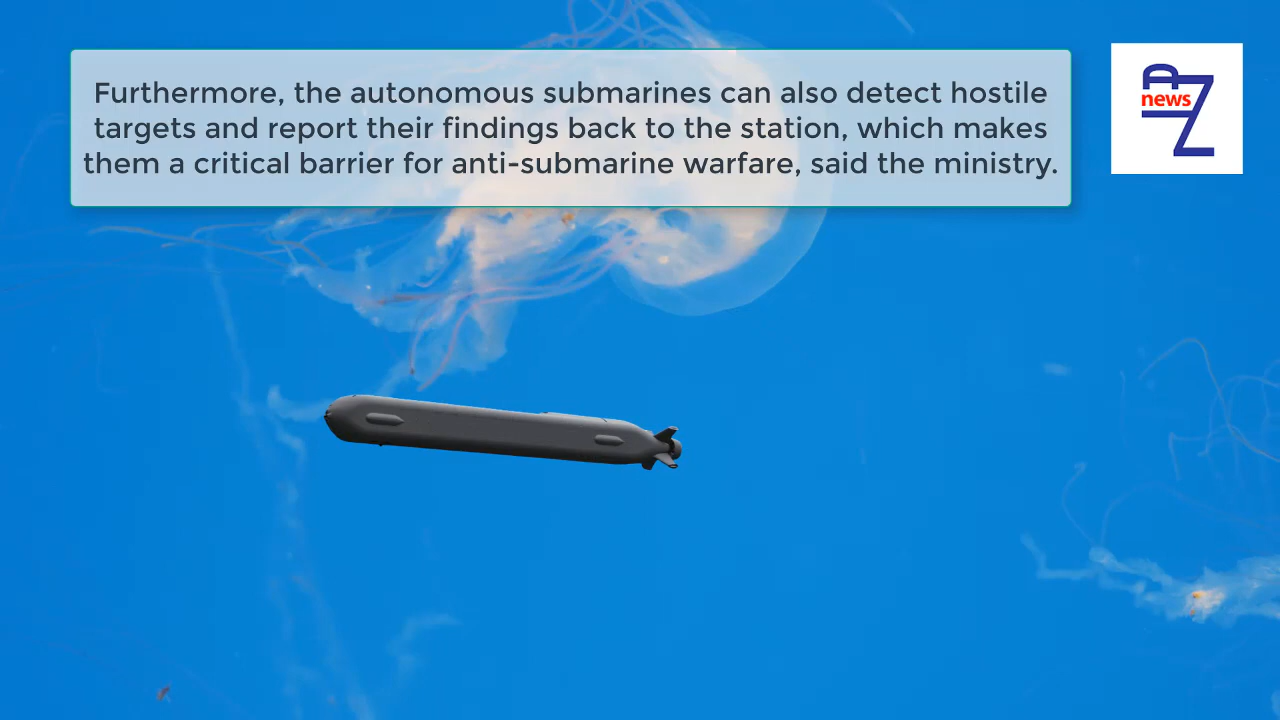 Furthermore, the autonomous submarines can also detect hostile
targets and report their findings back to the station, which makes
them a critical barrier for anti-submarine warfare, said the ministry.
AZ
news